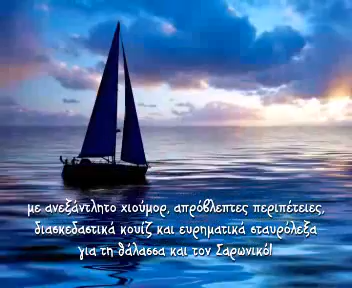 με ανεξάντλητο χιούμορ, απρόβλεπτες περιπέτειες,
διασκεδαστικά κουίζ και ευρηματικά σταυρόλεξα
για τη θάλασσα και τον Σαρωνικό!